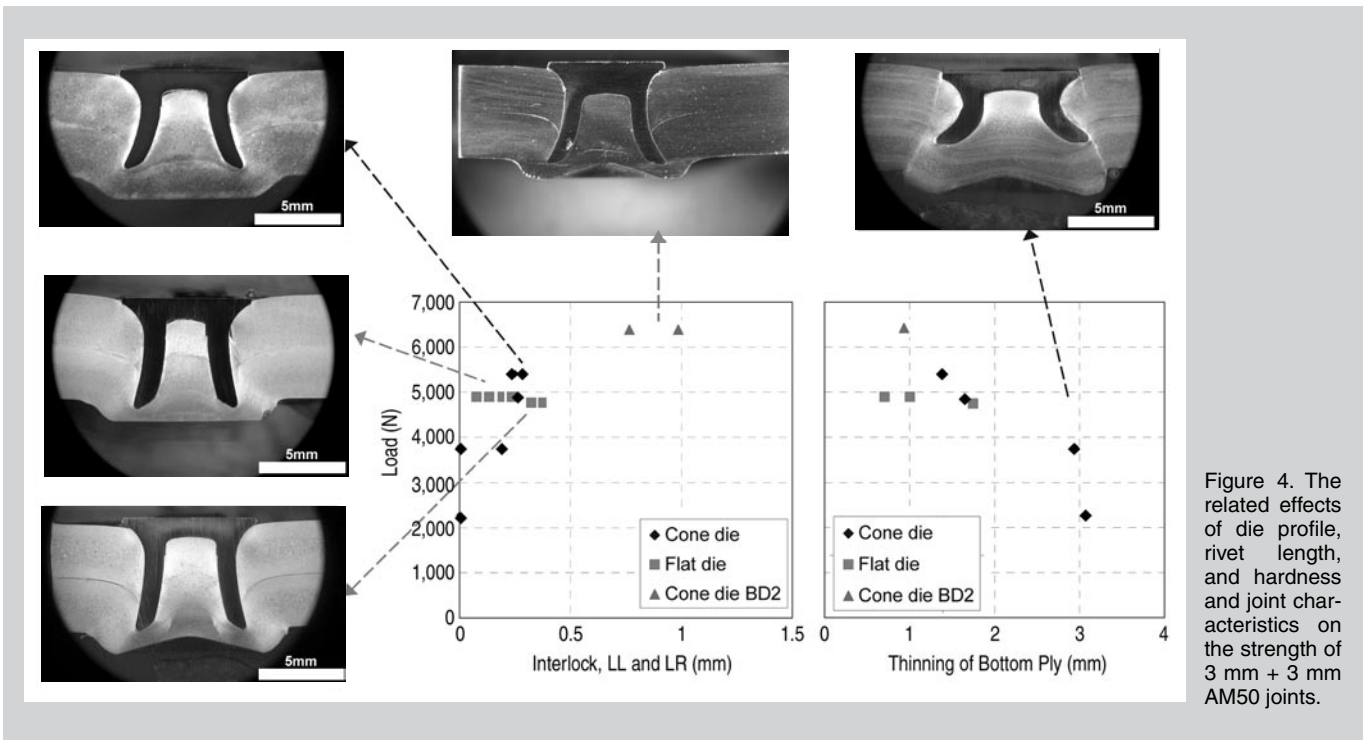 5mm
5mm
5mm
5mm
7,000
6,000
5,000
4,000
3,000
2,000
1,000
0
Load (N)
Cone die
Flat die
Cone die BD2
0 0.5 1 1.5
Interlock, LL and LR (mm)
Cone die
Flat die
Cone die BD2
0 1 2 3 4
Thinning of Bottom Ply (mm)
Figure 4. The
related effects
of die profile,
rivet length,
and hardness
and joint char-
acteristics on
the strength of
3 mm + 3 mm
AM50 joints.